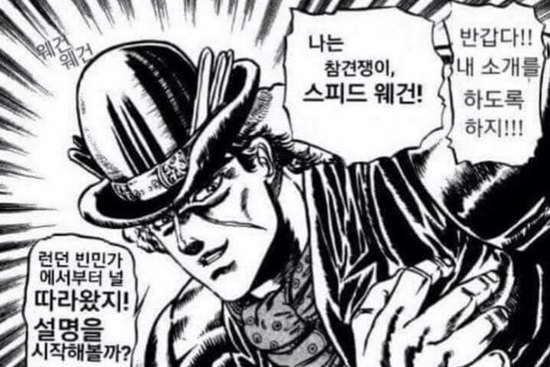 반갑다!!
내 소개를
하도록
하지!!!
나는
참견쟁이,
스피드 웨건!
웨건
웨건
런던 빈민가
에서부터 널
따라왔지!
설명을
시작해볼까?